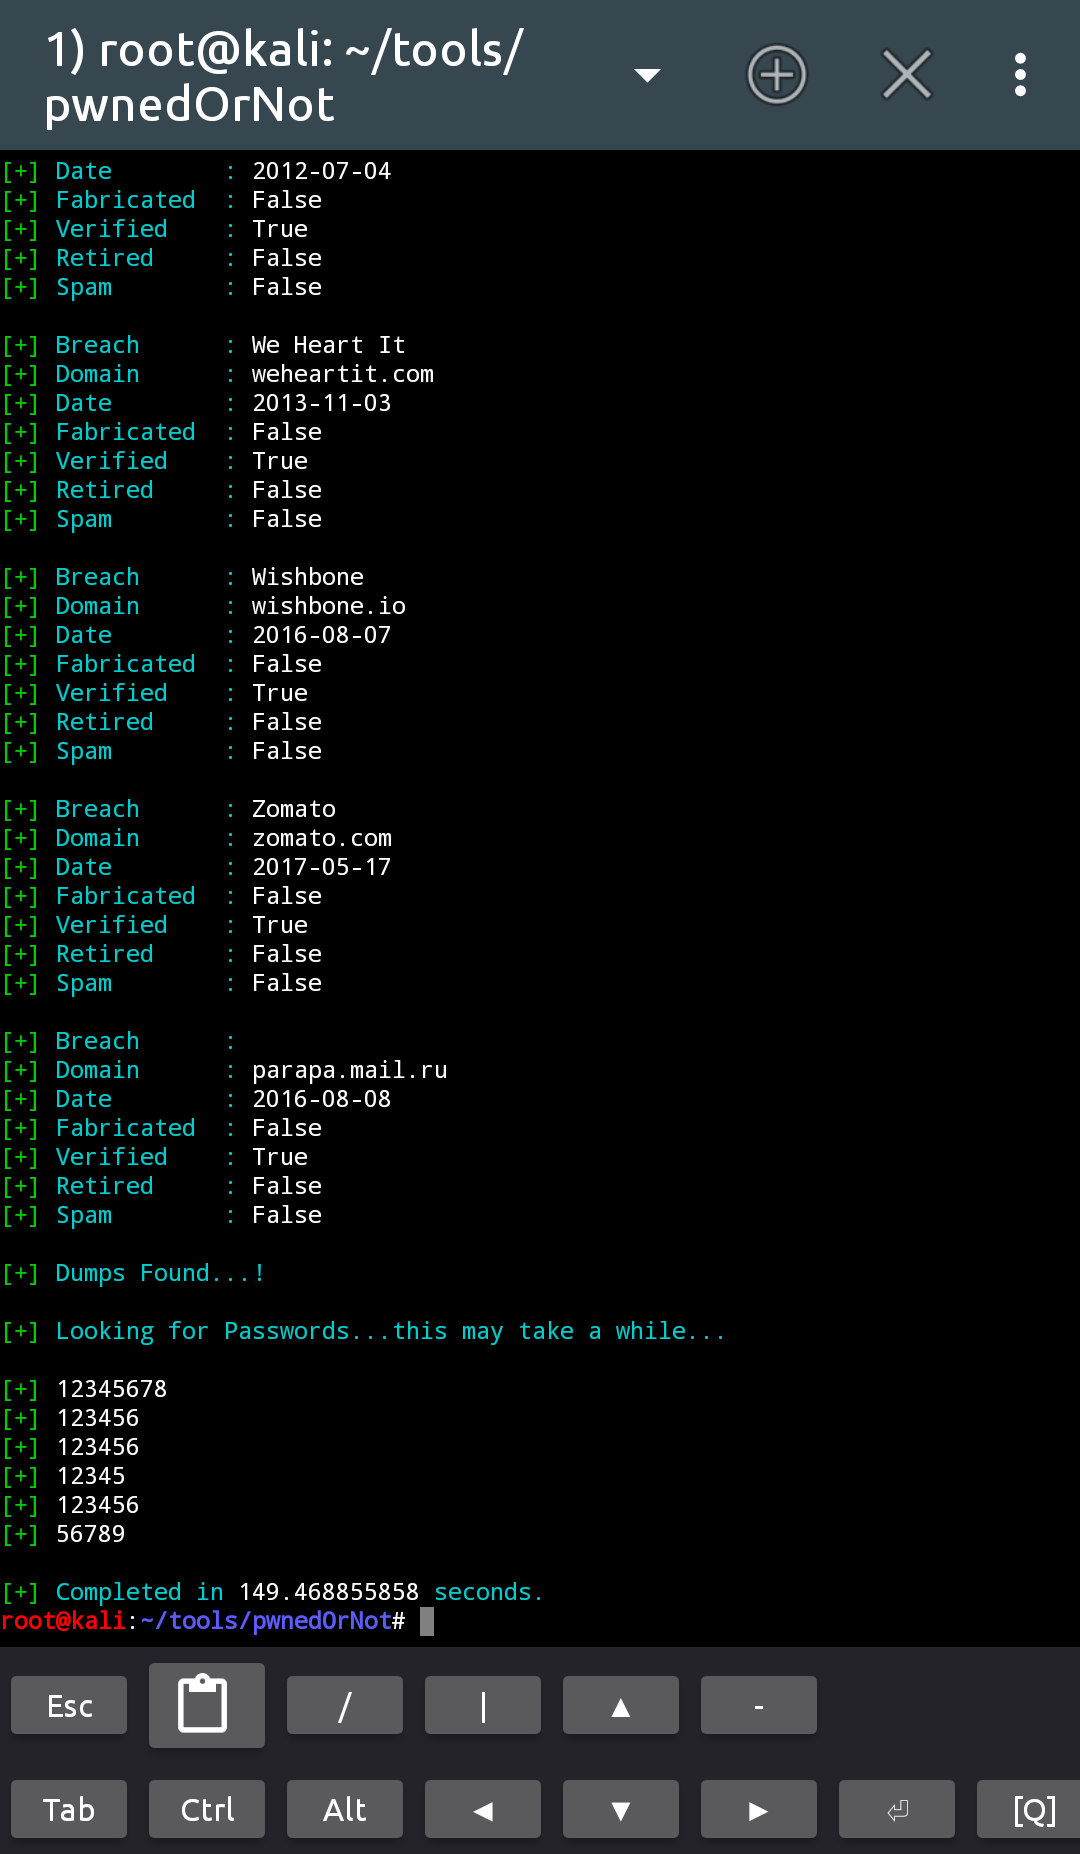 1) root@kali: ~/tools/
pwnedOrNot
[+] Date        : 2012-07-04
[+] Fabricated  : False
[+] Verified    : True
[+] Retired     : False
[+] Spam        : False
[+] Breach      : We Heart It
[+] Domain      : weheartit.com
[+] Date        : 2013-11-03
[+] Fabricated  : False
[+] Verified    : True
[+] Retired     : False
[+] Spam        : False
[+] Breach      : Wishbone
[+] Domain      : wishbone.io
[+] Date        : 2016-08-07
[+] Fabricated  : False
[+] Verified    : True
[+] Retired     : False
[+] Spam        : False
[+] Breach      : Zomato
[+] Domain      : zomato.com
[+] Date        : 2017-05-17
[+] Fabricated  : False
[+] Verified    : True
[+] Retired     : False
[+] Spam        : False
[+] Breach      :
[+] Domain      : parapa.mail.ru
[+] Date        : 2016-08-08
[+] Fabricated  : False
[+] Verified    : True
[+] Retired     : False
[+] Spam        : False
[+] Dumps Found...!
[+] Looking for Passwords...this may take a while...
[+] 12345678
[+] 123456
[+] 123456
[+] 12345
[+] 123456
[+] 56789
[+] Completed in 149.468855858 seconds.
root@kali:~/tools/pwnedOrNot#
Esc / | ▲ -
Tab Ctrl Alt ◀ ▼ ▶ ⏎ [Q]